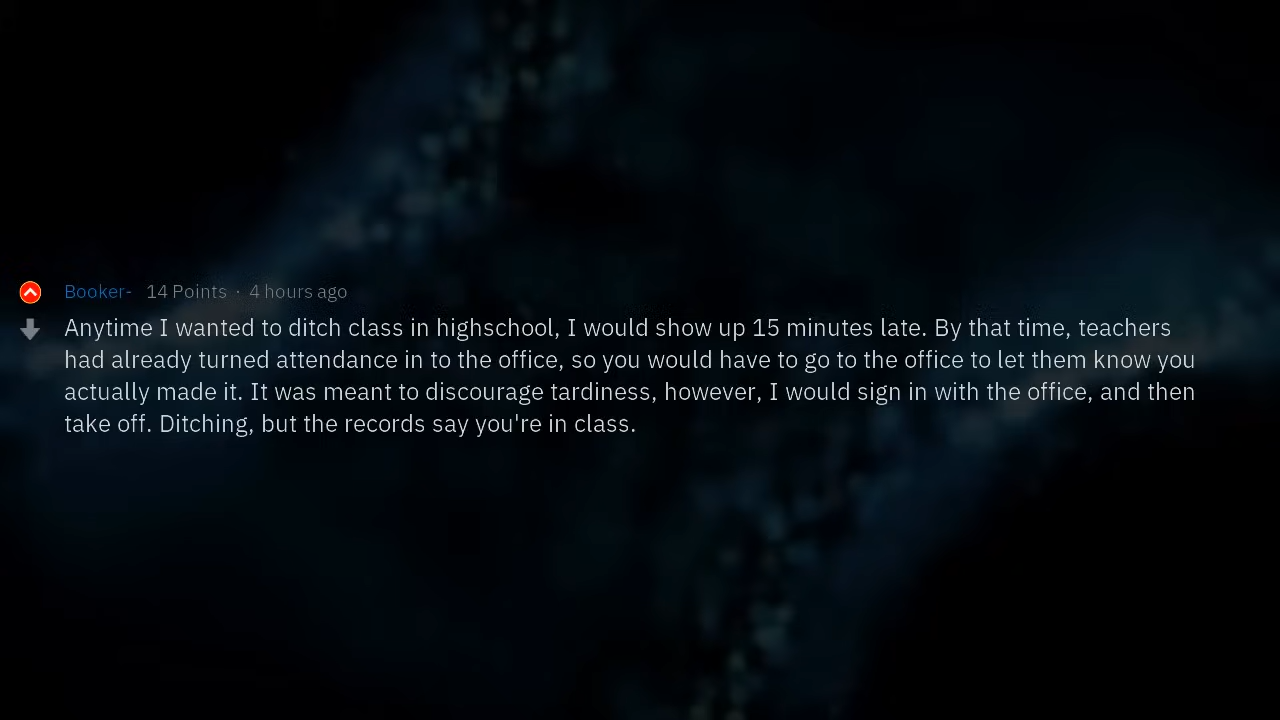 Booker- 14 Points · 4 hours ago
Anytime I wanted to ditch class in highschool, I would show up 15 minutes late. By that time, teachers
had already turned attendance in to the office, so you would have to go to the office to let them know you
actually made it. It was meant to discourage tardiness, however, I would sign in with the office, and then
take off. Ditching, but the records say you're in class.